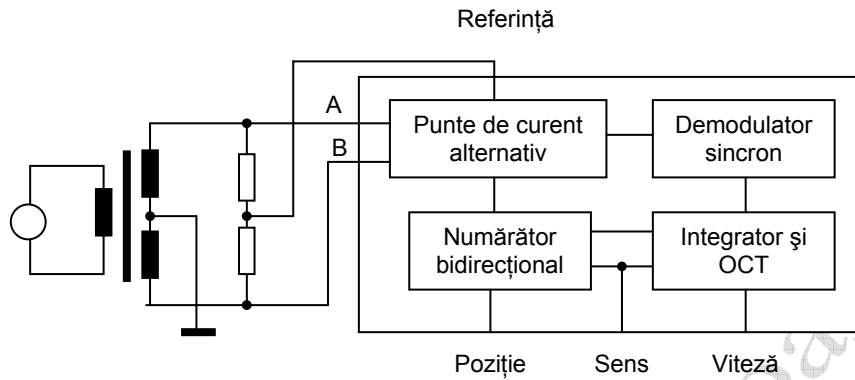 Referință
A
B
Punte de curent
alternativ
Demodulator
sincron
Numărător
bidirecțional
Integrator şi
OCT
Poziție
Sens
Viteză